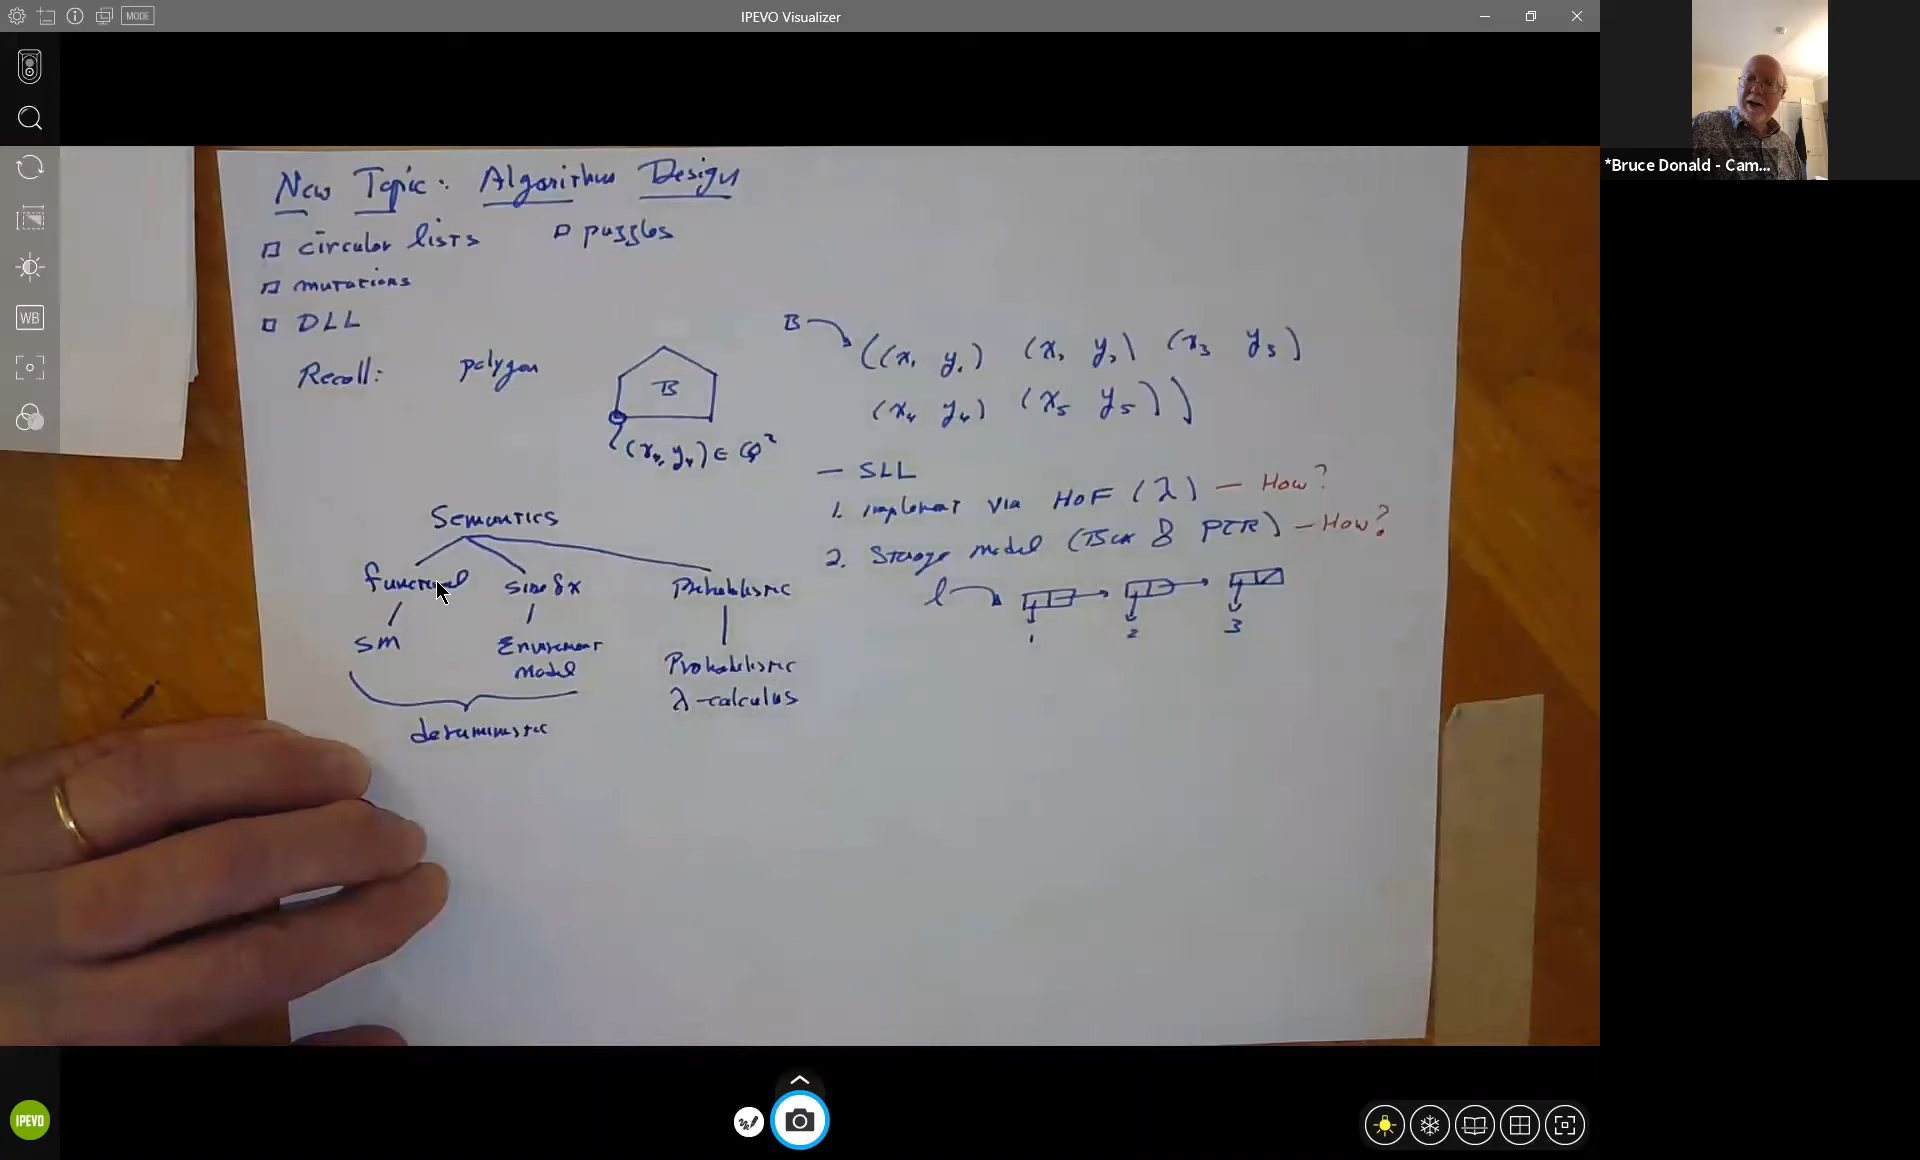 MODE
IPEVO Visualizer
*Bruce Donald - Cam...
WB
New Topic: Algorithm Design
□ circular lists □ puzzles
□ mutations
□ DLL
Recall: polygon
B
(x₄, y₄) ∈ ℚ²
B
((x₁ y₁) (x₂ y₂) (x₃ y₃)
(x₄ y₄) (x₅ y₅))
— SLL
1. implement via HOF (λ) — How?
2. Storage model (Box & PTR) — How?
l
1 2 3
Semantics
functional side fx Probabilistic
SM Environment Model
Probabilistic λ-calculus
deterministic
IPEVO